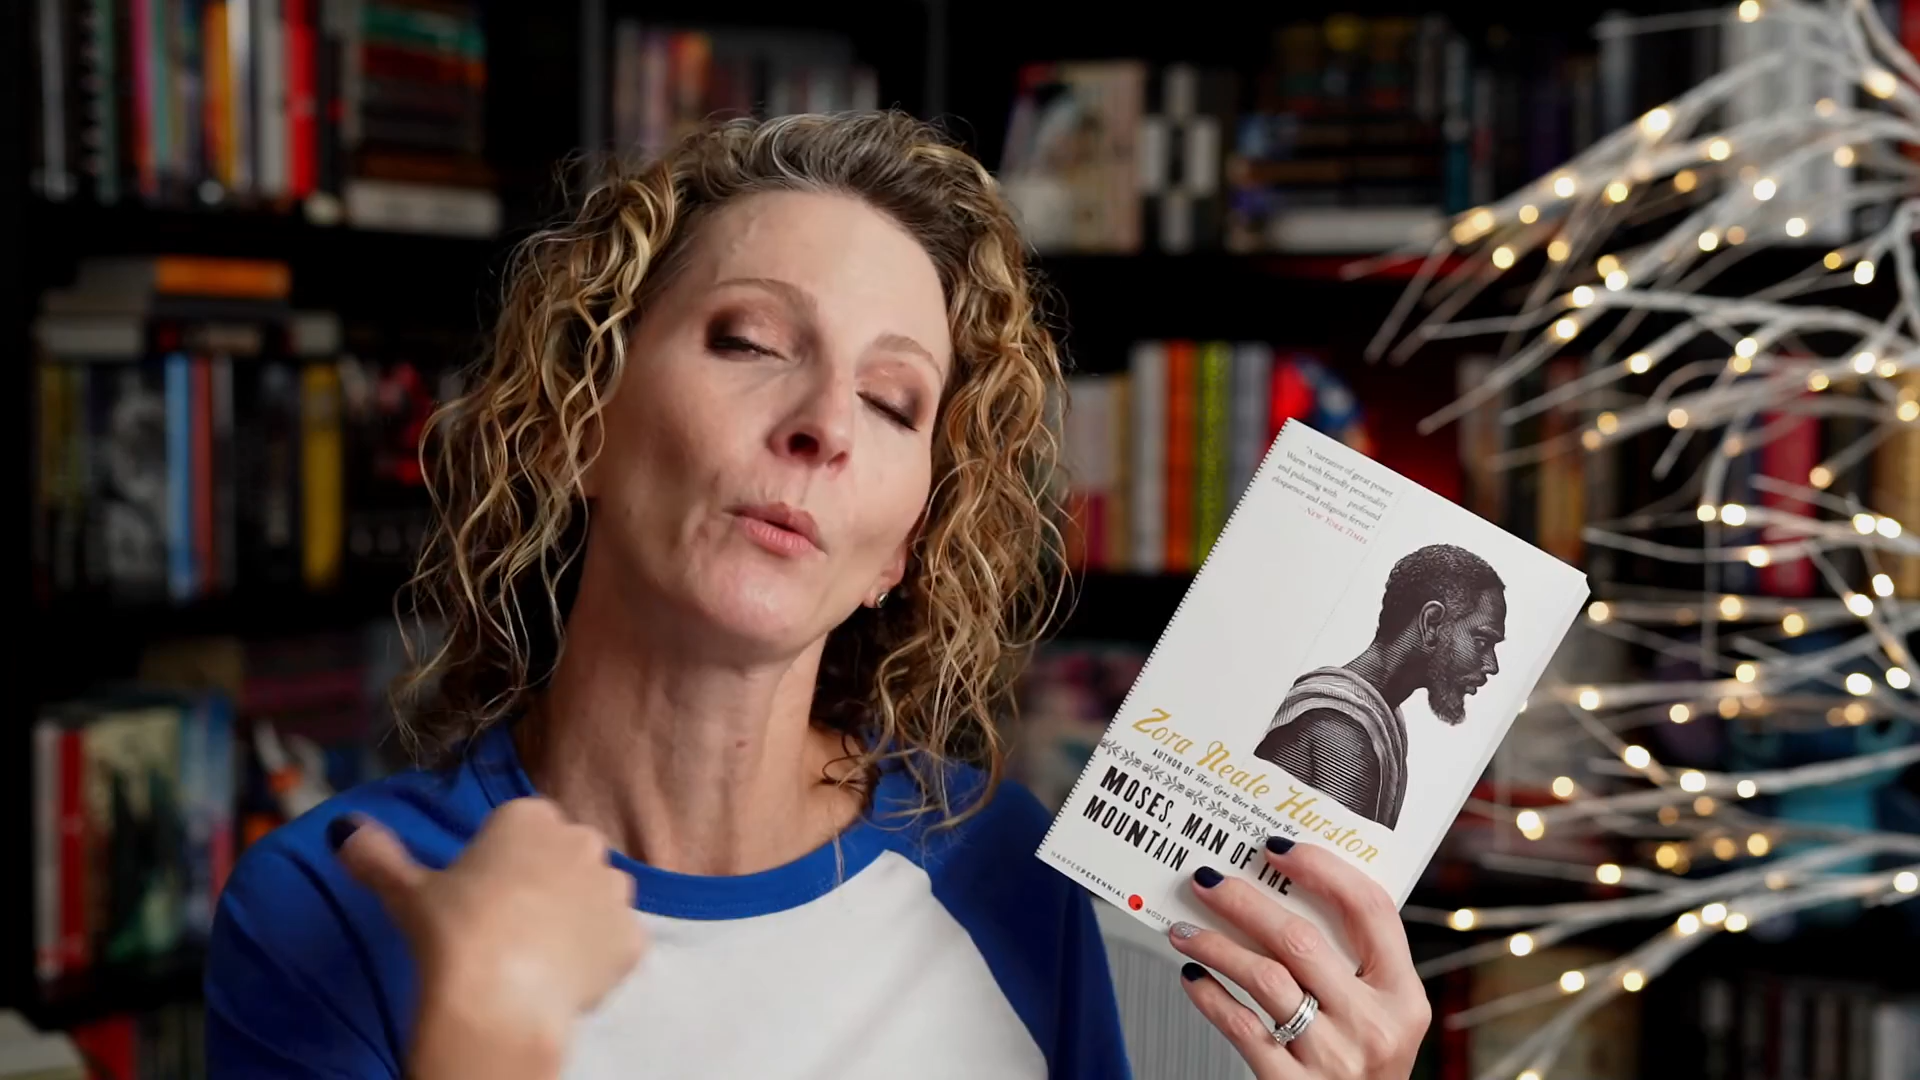 "A narrative of great power.
Warm with friendly personality
and pulsating with . . . profound
eloquence and religious fervor."
—NEW YORK TIMES
Zora Neale Hurston
AUTHOR OF Their Eyes Were Watching God
MOSES, MAN OF THE
MOUNTAIN
HARPERPERENNIAL MODER